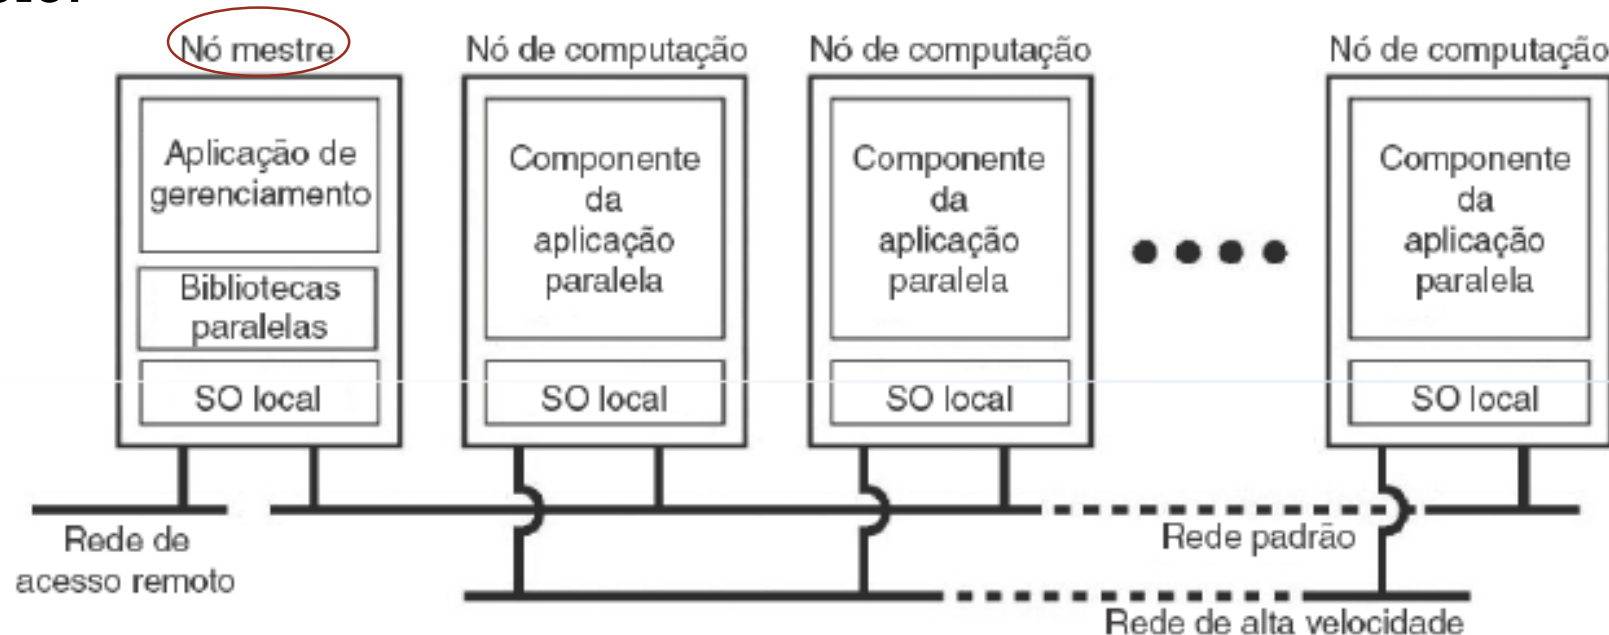 Nó mestre
Nó de computação
Nó de computação
Nó de computação
Aplicação de
gerenciamento
Bibliotecas
paralelas
SO local
Componente
da
aplicação
paralela
SO local
Componente
da
aplicação
paralela
SO local
Componente
da
aplicação
paralela
SO local
Rede de
acesso remoto
Rede padrão
Rede de alta velocidade